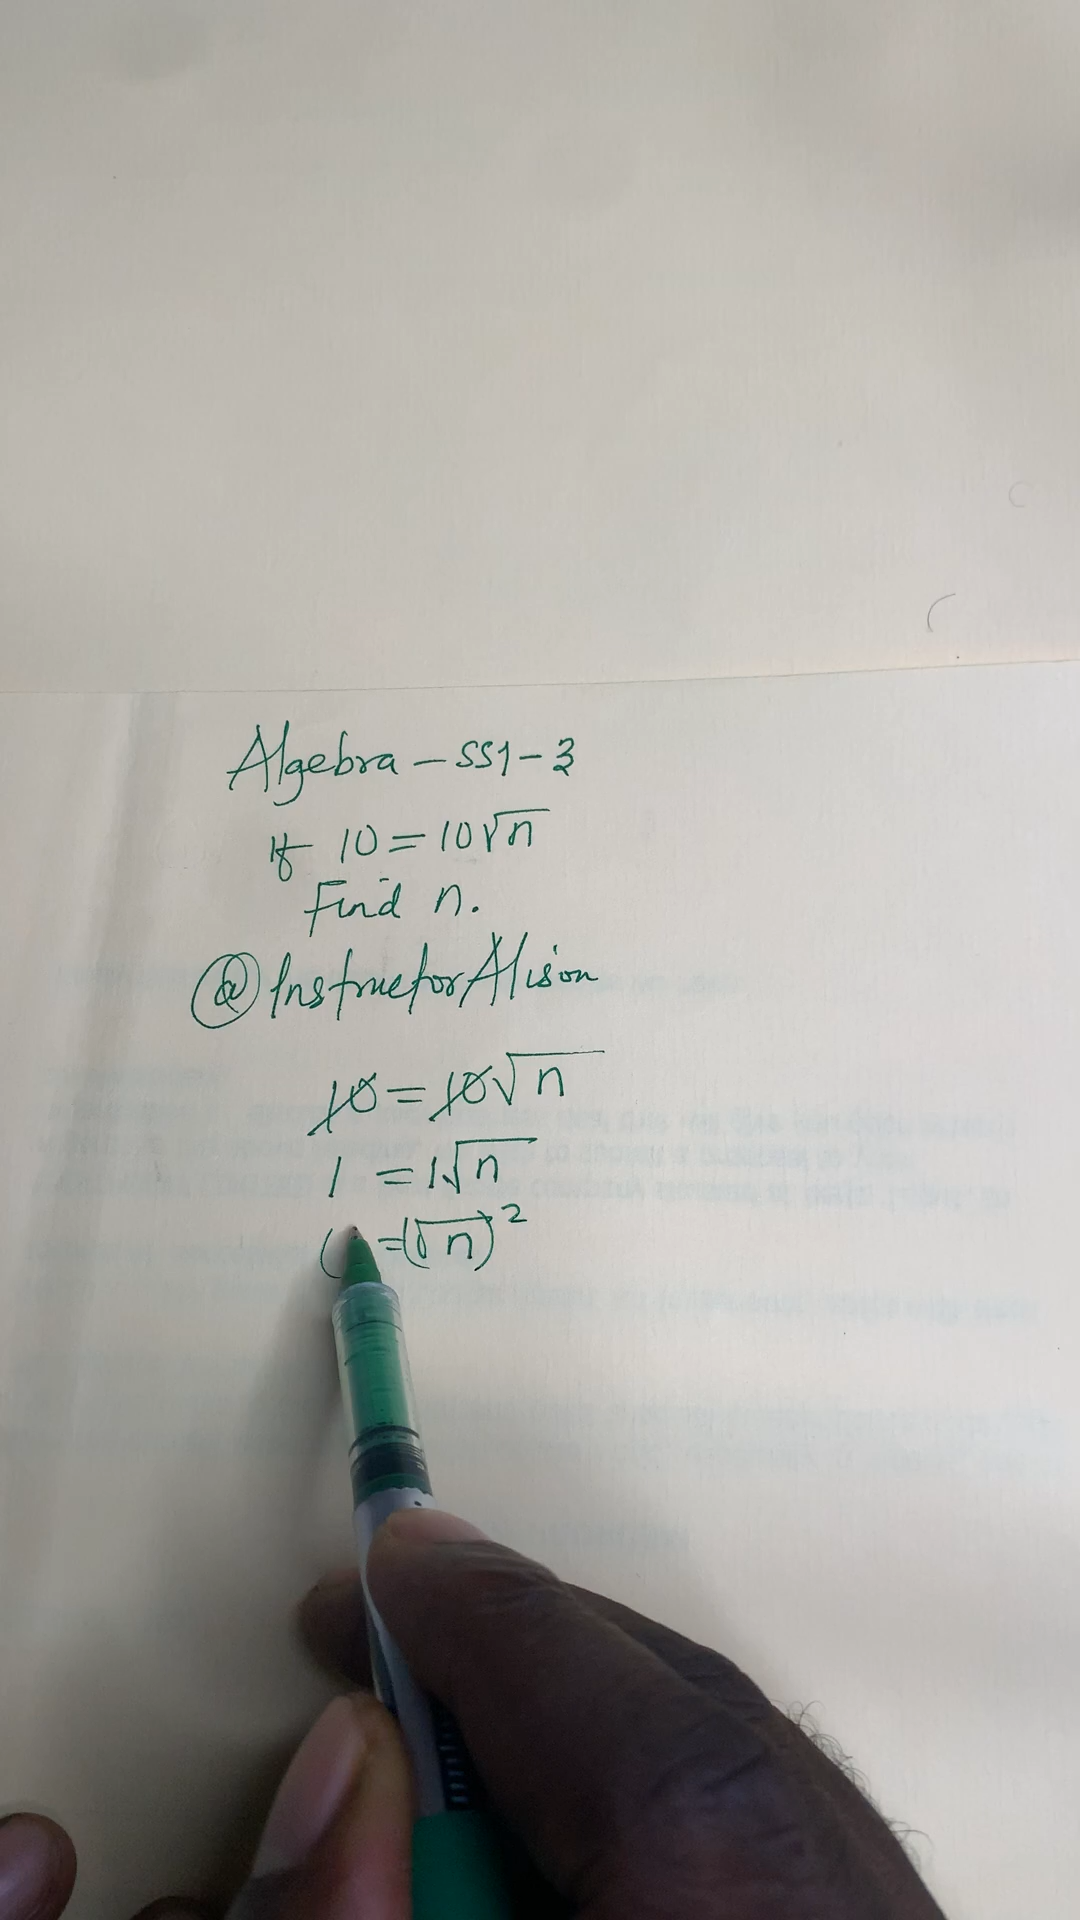 Algebra - SS1-3
If 10 = 10√n
Find n.
@InstructorAlison
10 = 10√n
1 = 1√n
( = (√n)²